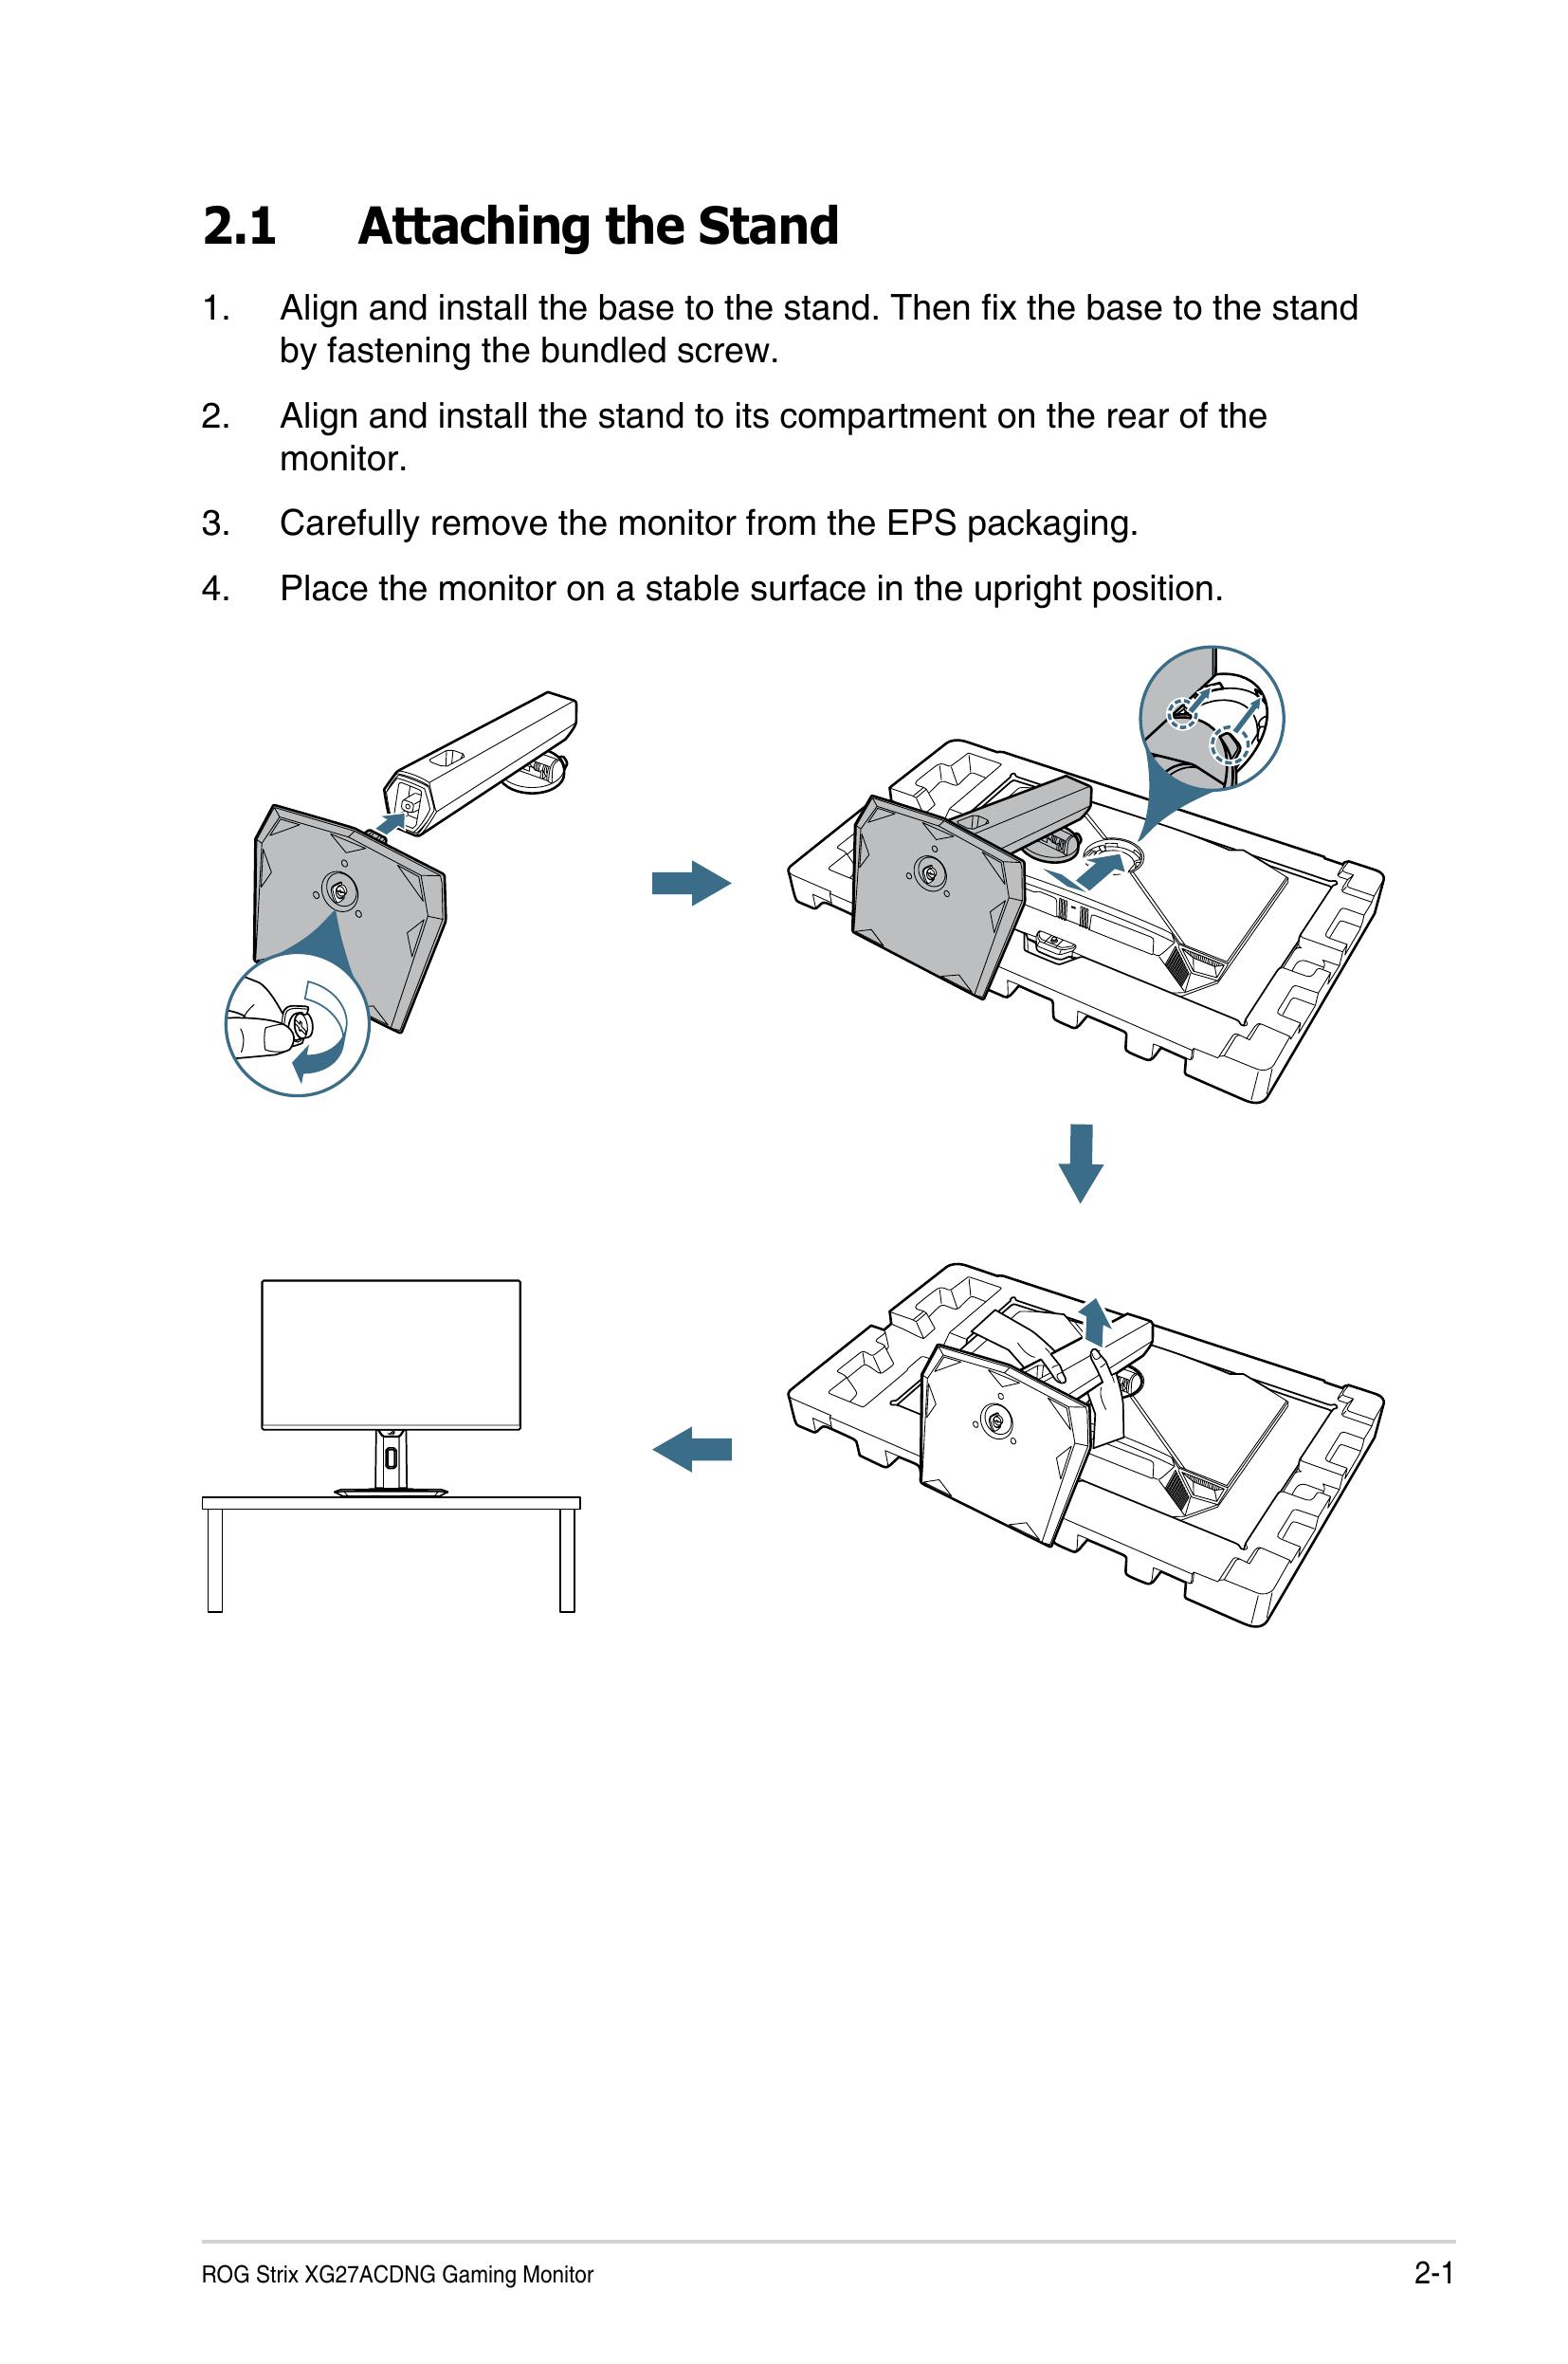 2.1 Attaching the Stand
1. Align and install the base to the stand. Then fix the base to the stand
by fastening the bundled screw.
2. Align and install the stand to its compartment on the rear of the
monitor.
3. Carefully remove the monitor from the EPS packaging.
4. Place the monitor on a stable surface in the upright position.
ROG Strix XG27ACDNG Gaming Monitor
2-1